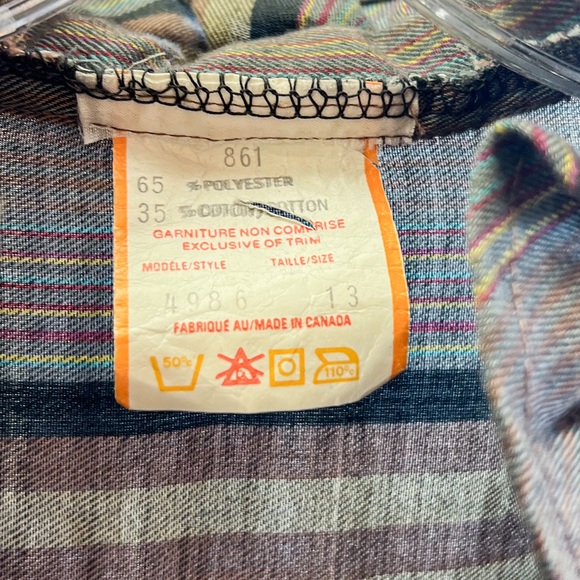 861
65 % POLYESTER
35 % COTON/COTTON
GARNITURE NON COMPRISE
EXCLUSIVE OF TRIM
MODÈLE/STYLE TAILLE/SIZE
4986 13
FABRIQUÉ AU/MADE IN CANADA
50°c 110°c